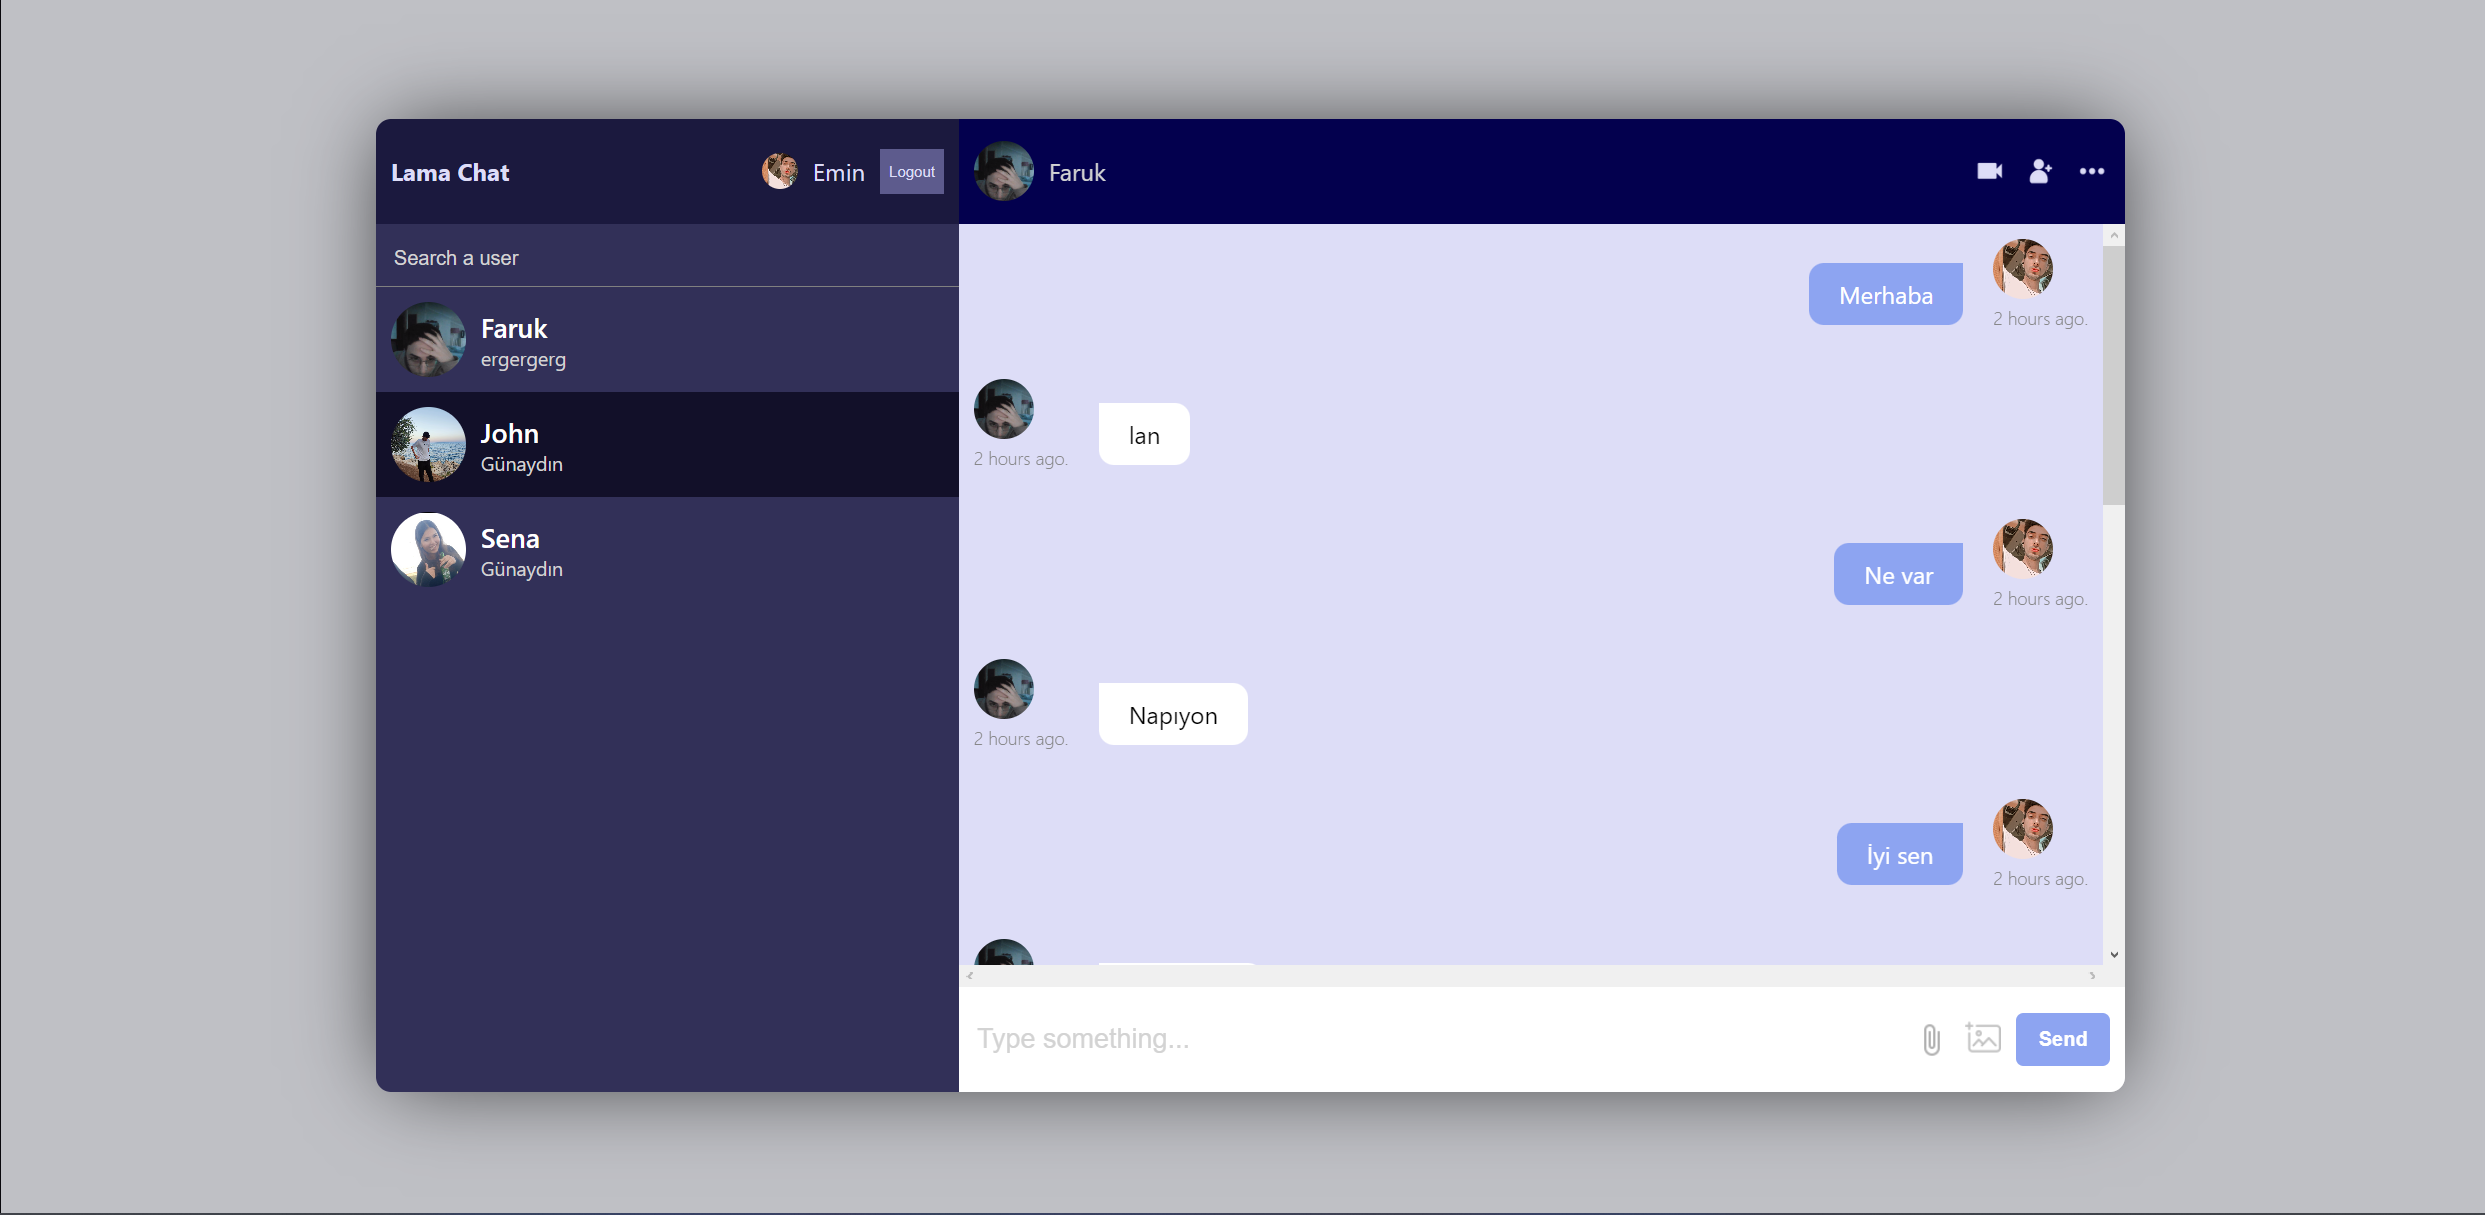 Lama Chat
Emin
Logout
Search a user
Faruk
ergergerg
John
Günaydın
Sena
Günaydın
Faruk
Merhaba
2 hours ago.
lan
2 hours ago.
Ne var
2 hours ago.
Napıyon
2 hours ago.
İyi sen
2 hours ago.
Type something...
Send